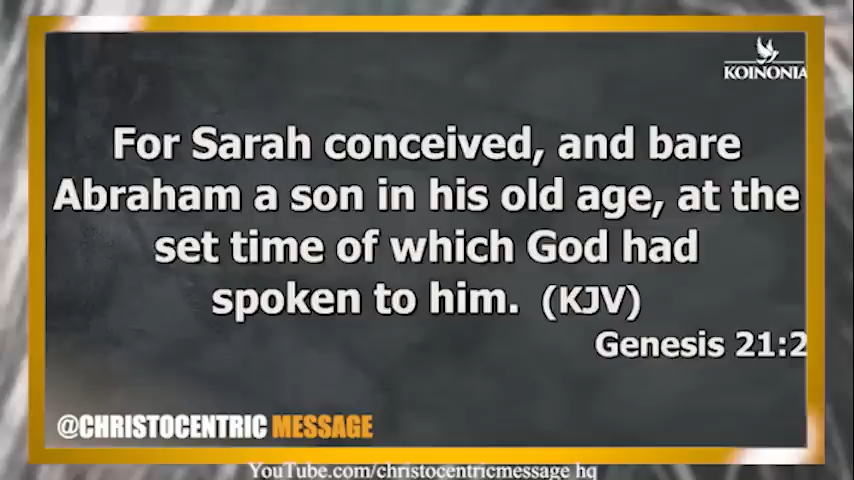 KOINONIA
For Sarah conceived, and bare
Abraham a son in his old age, at the
set time of which God had
spoken to him. (KJV)
Genesis 21:2
@CHRISTOCENTRIC MESSAGE
YouTube.com/christocentricmessage hq